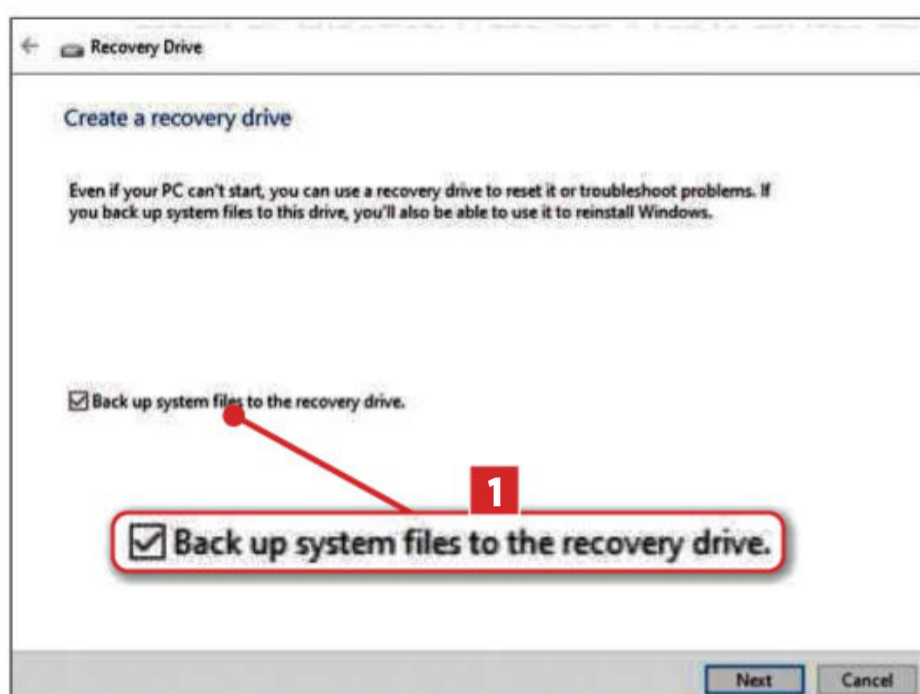 Recovery Drive
Create a recovery drive
Even if your PC can't start, you can use a recovery drive to reset it or troubleshoot problems. If
you back up system files to this drive, you'll also be able to use it to reinstall Windows.
Back up system files to the recovery drive.
1
Back up system files to the recovery drive.
Next Cancel